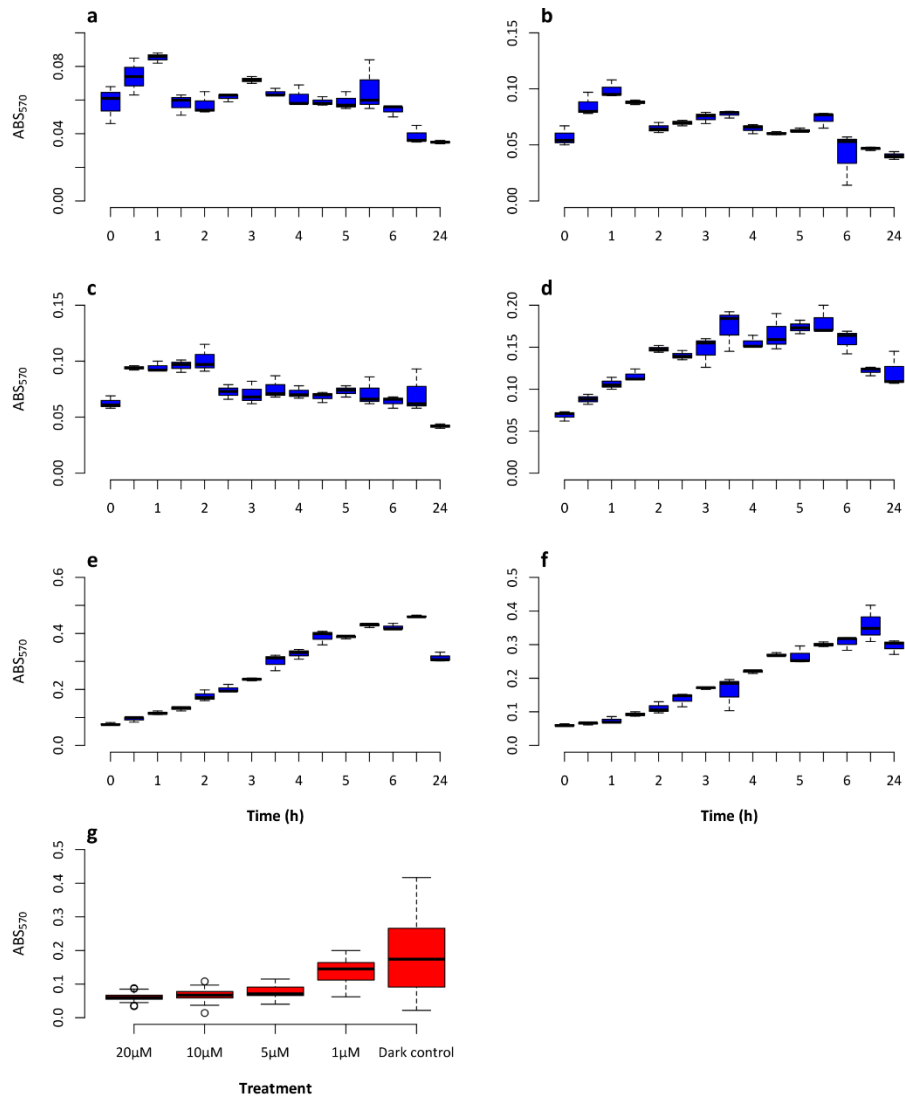 a
ABS570
0.00 0.04 0.08
0 1 2 3 4 5 6 24
b
0.00 0.05 0.10 0.15
0 1 2 3 4 5 6 24
c
ABS570
0.00 0.05 0.10 0.15
0 1 2 3 4 5 6 24
d
0.00 0.05 0.10 0.15 0.20
0 1 2 3 4 5 6 24
e
ABS570
0.0 0.2 0.4 0.6
0 1 2 3 4 5 6 24
Time (h)
f
0.0 0.1 0.2 0.3 0.4 0.5
0 1 2 3 4 5 6 24
Time (h)
g
ABS570
0.0 0.1 0.2 0.3 0.4 0.5
20µM 10µM 5µM 1µM Dark control
Treatment